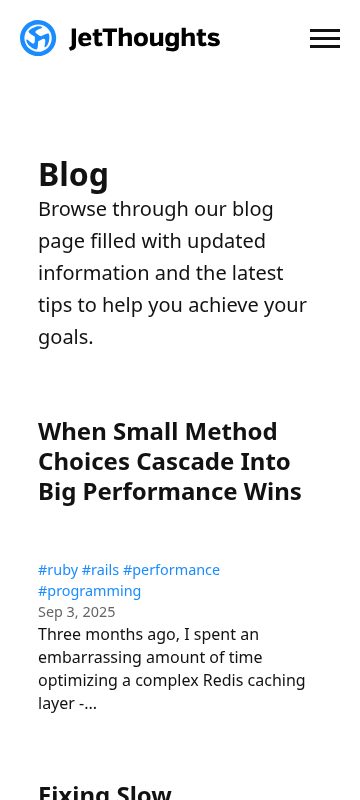 JetThoughts
Blog
Browse through our blog
page filled with updated
information and the latest
tips to help you achieve your
goals.
When Small Method
Choices Cascade Into
Big Performance Wins
#ruby #rails #performance
#programming
Sep 3, 2025
Three months ago, I spent an
embarrassing amount of time
optimizing a complex Redis caching
layer -...
Fixing Slow